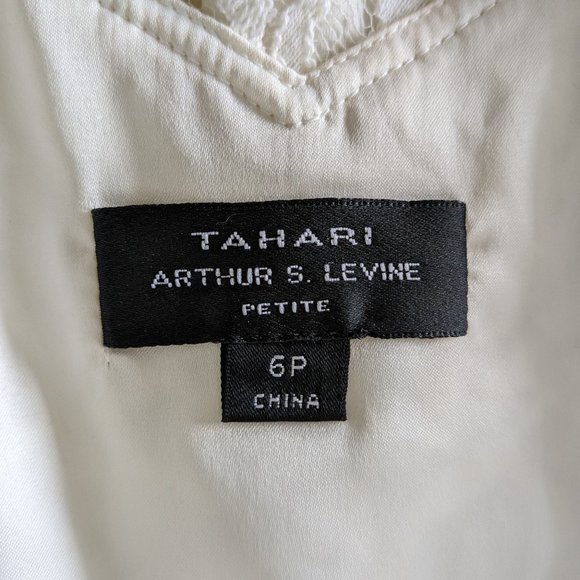 TAHARI
ARTHUR S. LEVINE
PETITE
6P
CHINA